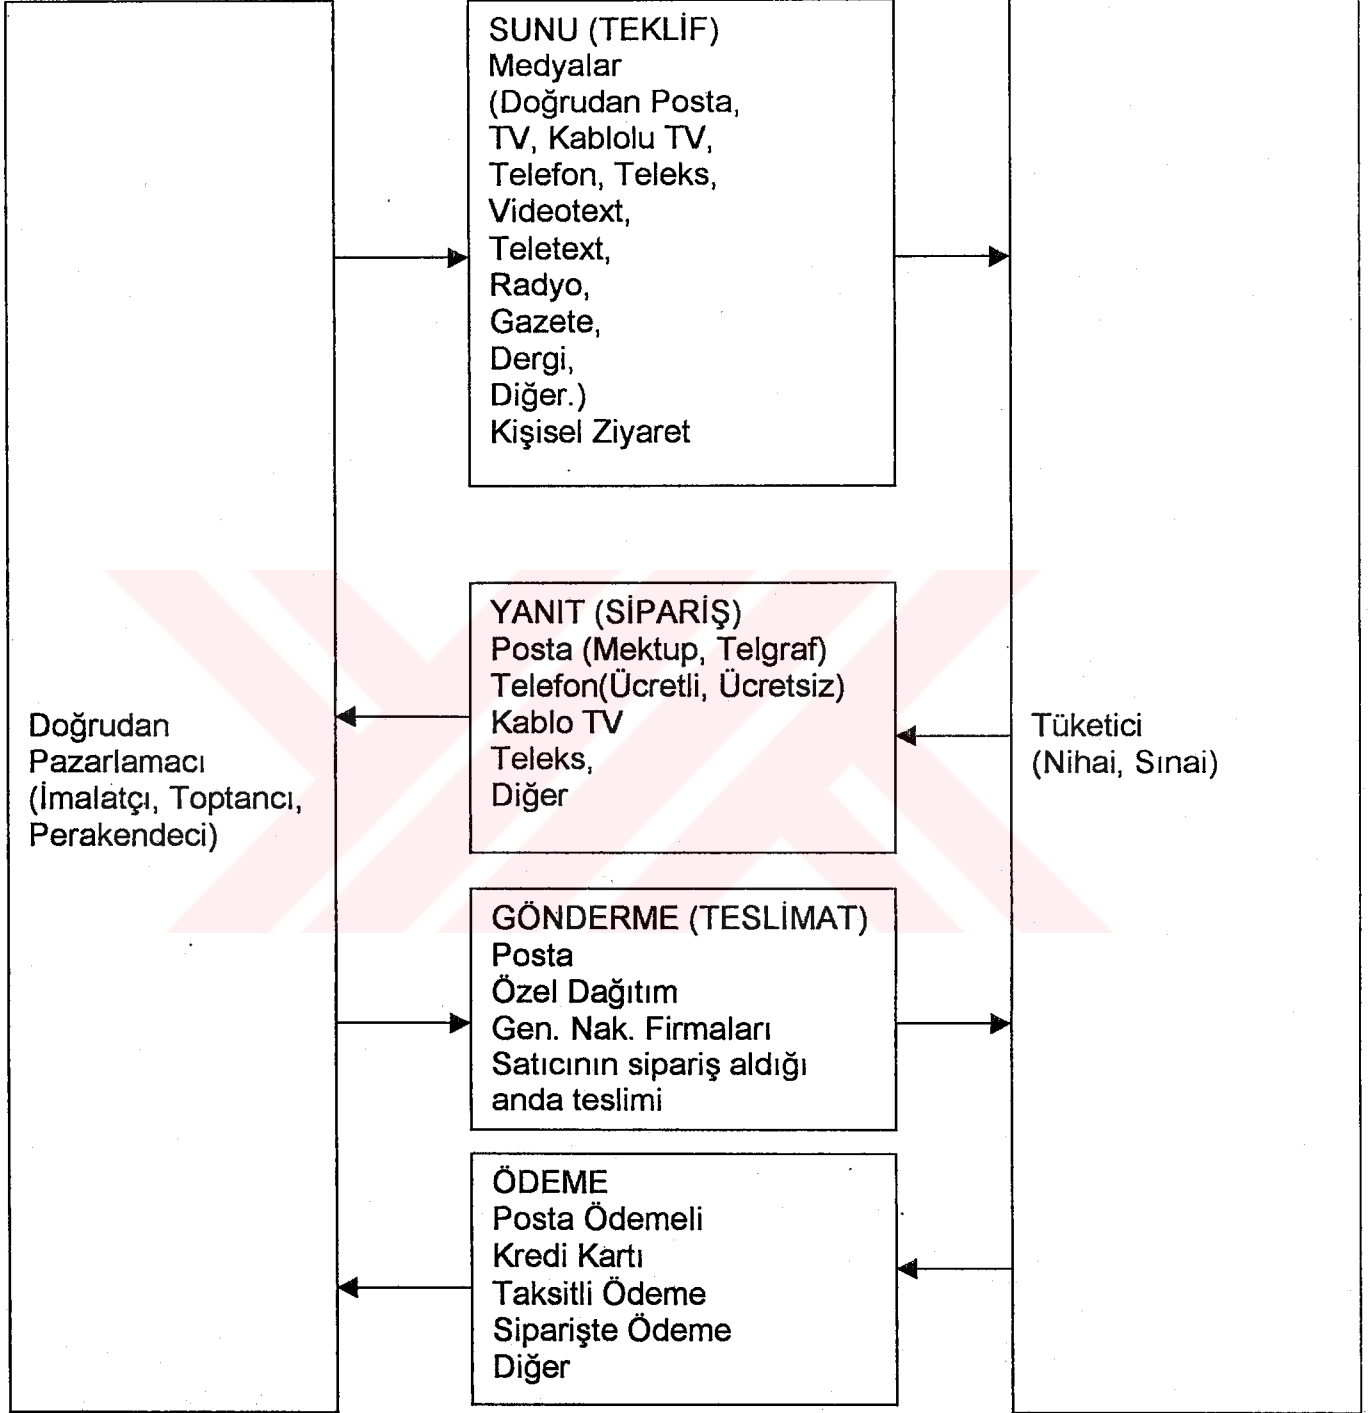 SUNU (TEKLİF)
Medyalar
(Doğrudan Posta,
TV, Kablolu TV,
Telefon, Teleks,
Videotext,
Teletext,
Radyo,
Gazete,
Dergi,
Diğer.)
Kişisel Ziyaret
YANIT (SİPARİŞ)
Posta (Mektup, Telgraf)
Telefon(Ücretli, Ücretsiz)
Kablo TV
Teleks,
Diğer
Doğrudan
Pazarlamacı
(İmalatçı, Toptancı,
Perakendeci)
Tüketici
(Nihai, Sınai)
GÖNDERME (TESLİMAT)
Posta
Özel Dağıtım
Gen. Nak. Firmaları
Satıcının sipariş aldığı
anda teslimi
ÖDEME
Posta Ödemeli
Kredi Kartı
Taksitli Ödeme
Siparişte Ödeme
Diğer